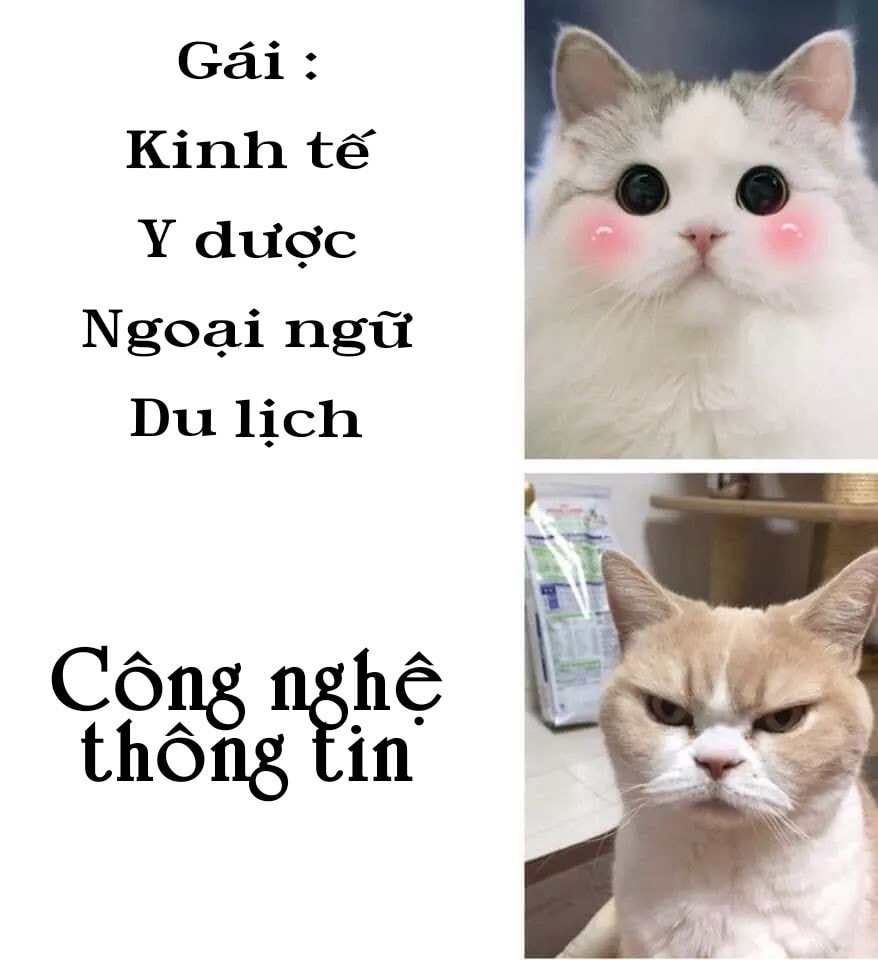 Gái :
Kinh tế
Y dược
Ngoại ngữ
Du lịch
Công nghệ
thông tin